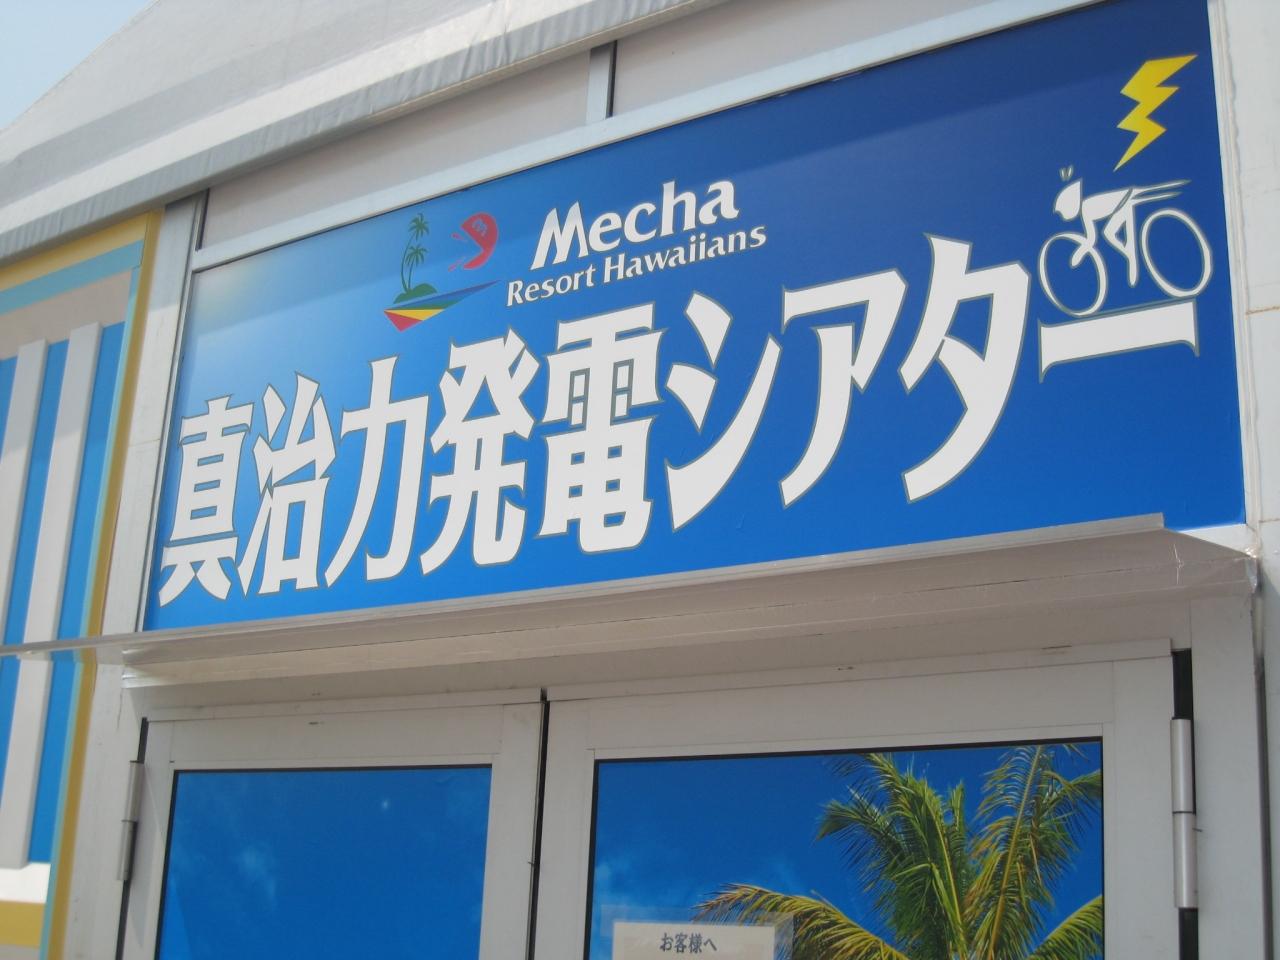 Mecha
Resort Hawaiians
真治力発電シアター
お客様へ